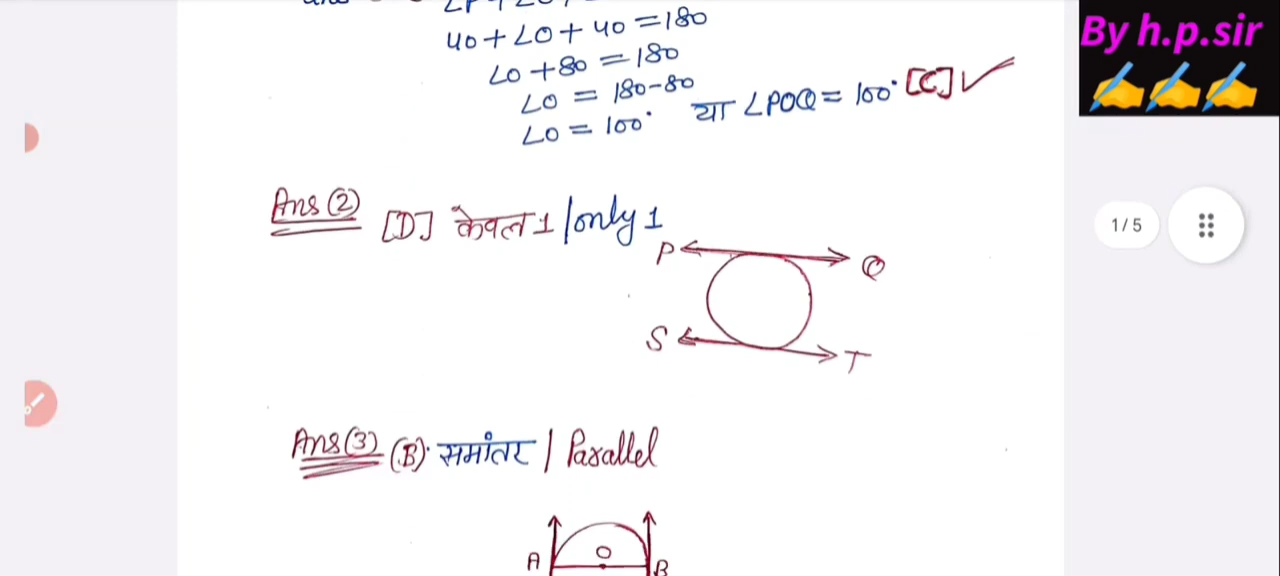 40 + ∠O + 40 = 180
∠O + 80 = 180
∠O = 180-80
∠O = 100° या ∠POQ = 100° [C] ✓
By h.p.sir
✍✍✍
1 / 5
Ans (2) [D] केवल 1 / only 1
P Q
S T
Ans (3) (B). समांतर / Parallel
A O B